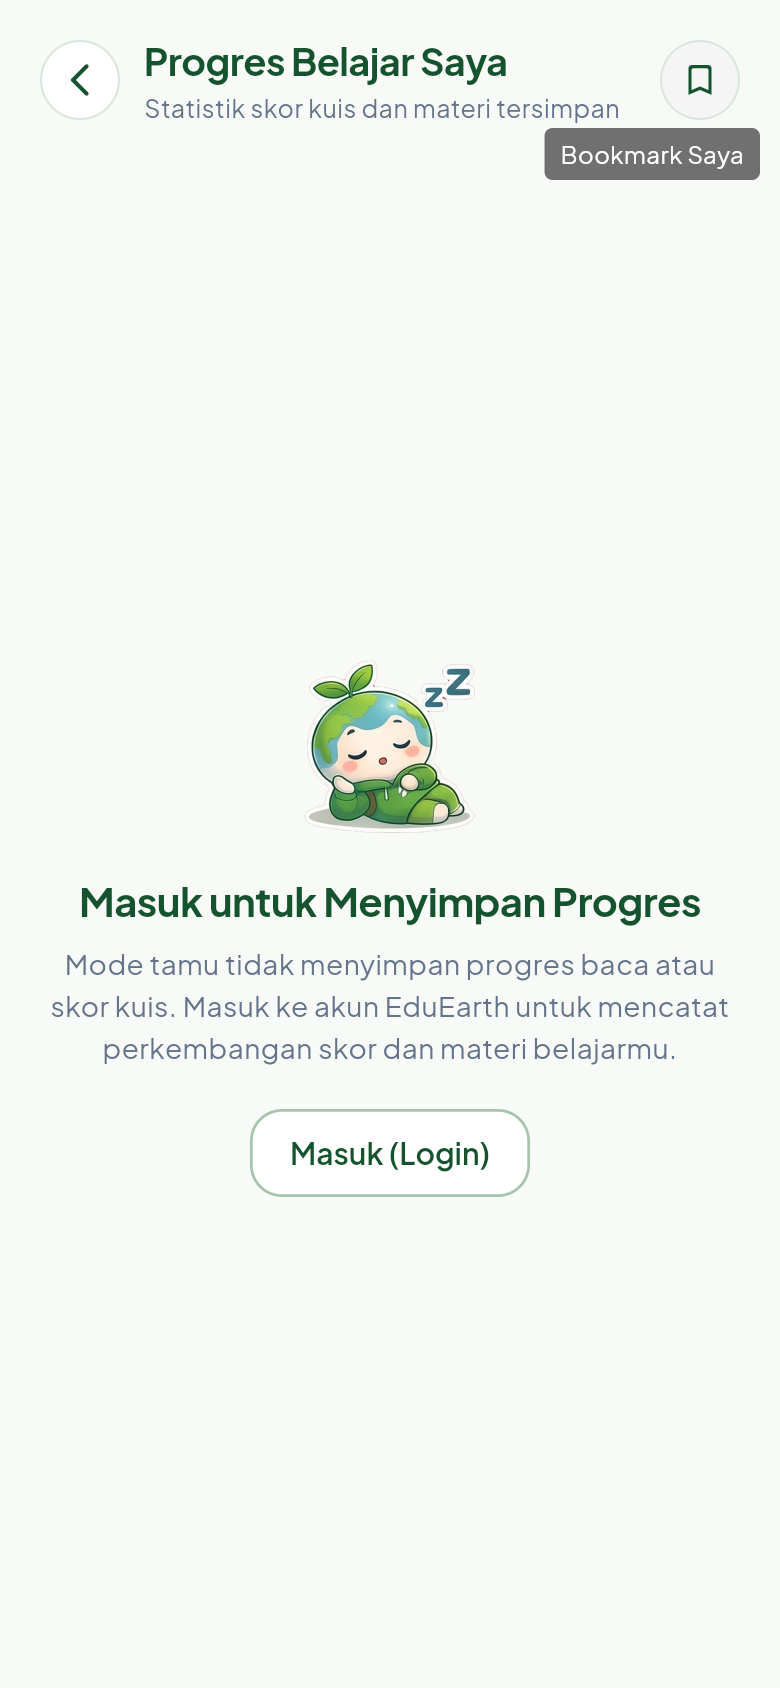 Progres Belajar Saya
Statistik skor kuis dan materi tersimpan
Bookmark Saya
zz
Masuk untuk Menyimpan Progres
Mode tamu tidak menyimpan progres baca atau
skor kuis. Masuk ke akun EduEarth untuk mencatat
perkembangan skor dan materi belajarmu.
Masuk (Login)